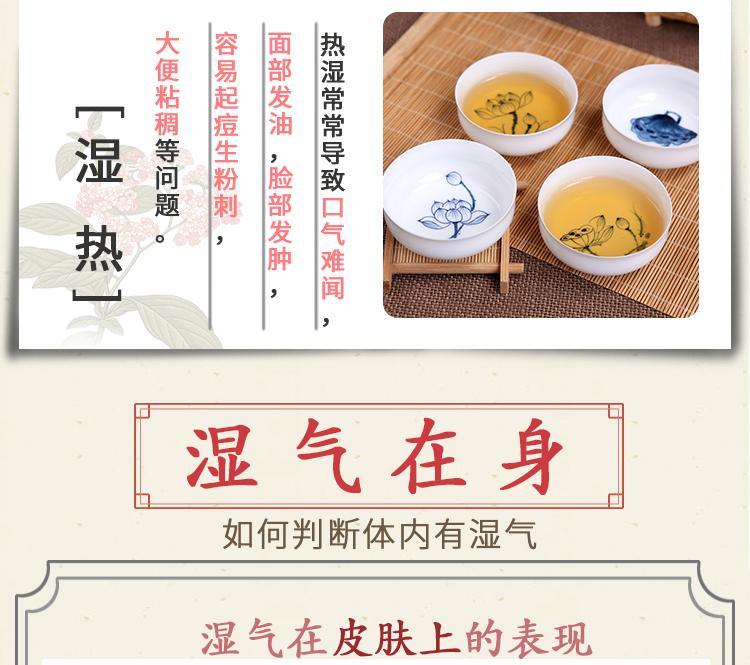 [湿热]
热湿常常导致口气难闻，
面部发油，脸部发肿，
容易起痘生粉刺，
大便粘稠等问题。
湿气在身
如何判断体内有湿气
湿气在皮肤上的表现